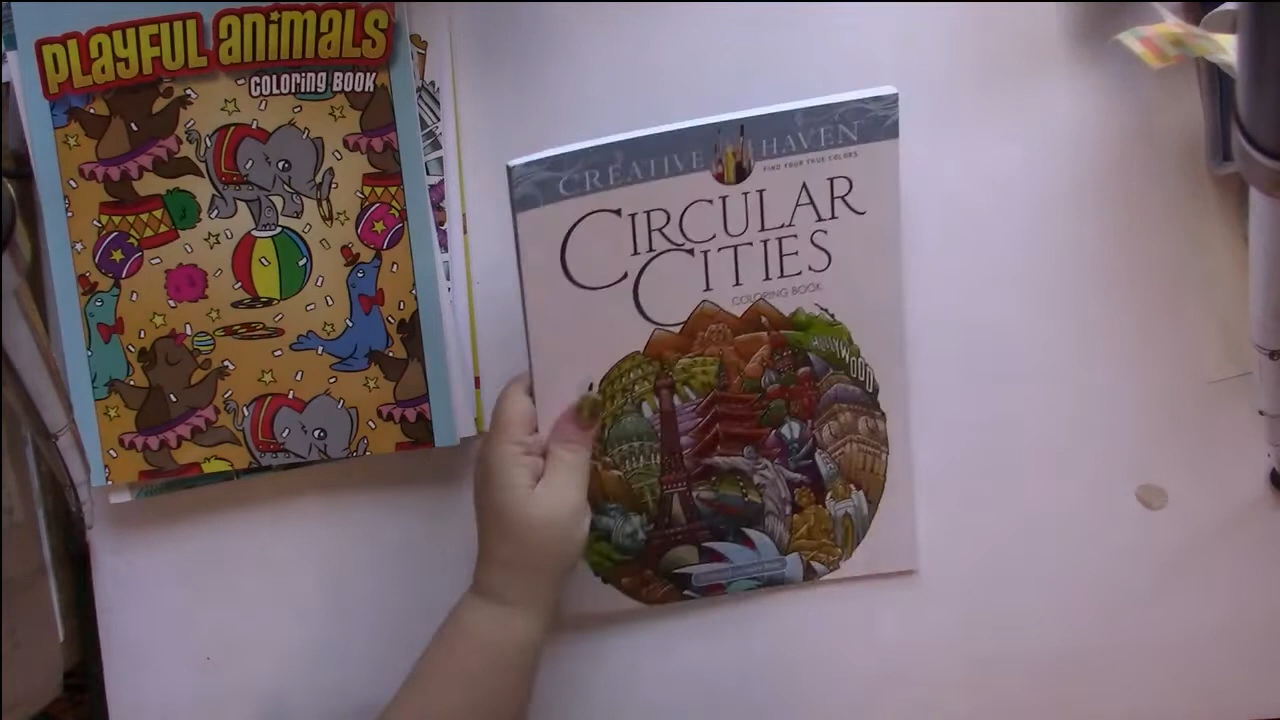 PLAYFUL ANIMALS
COLORING BOOK
CREATIVE HAVEN
FIND YOUR TRUE COLORS
CIRCULAR
CITIES
COLORING BOOK
HOLLYWOOD